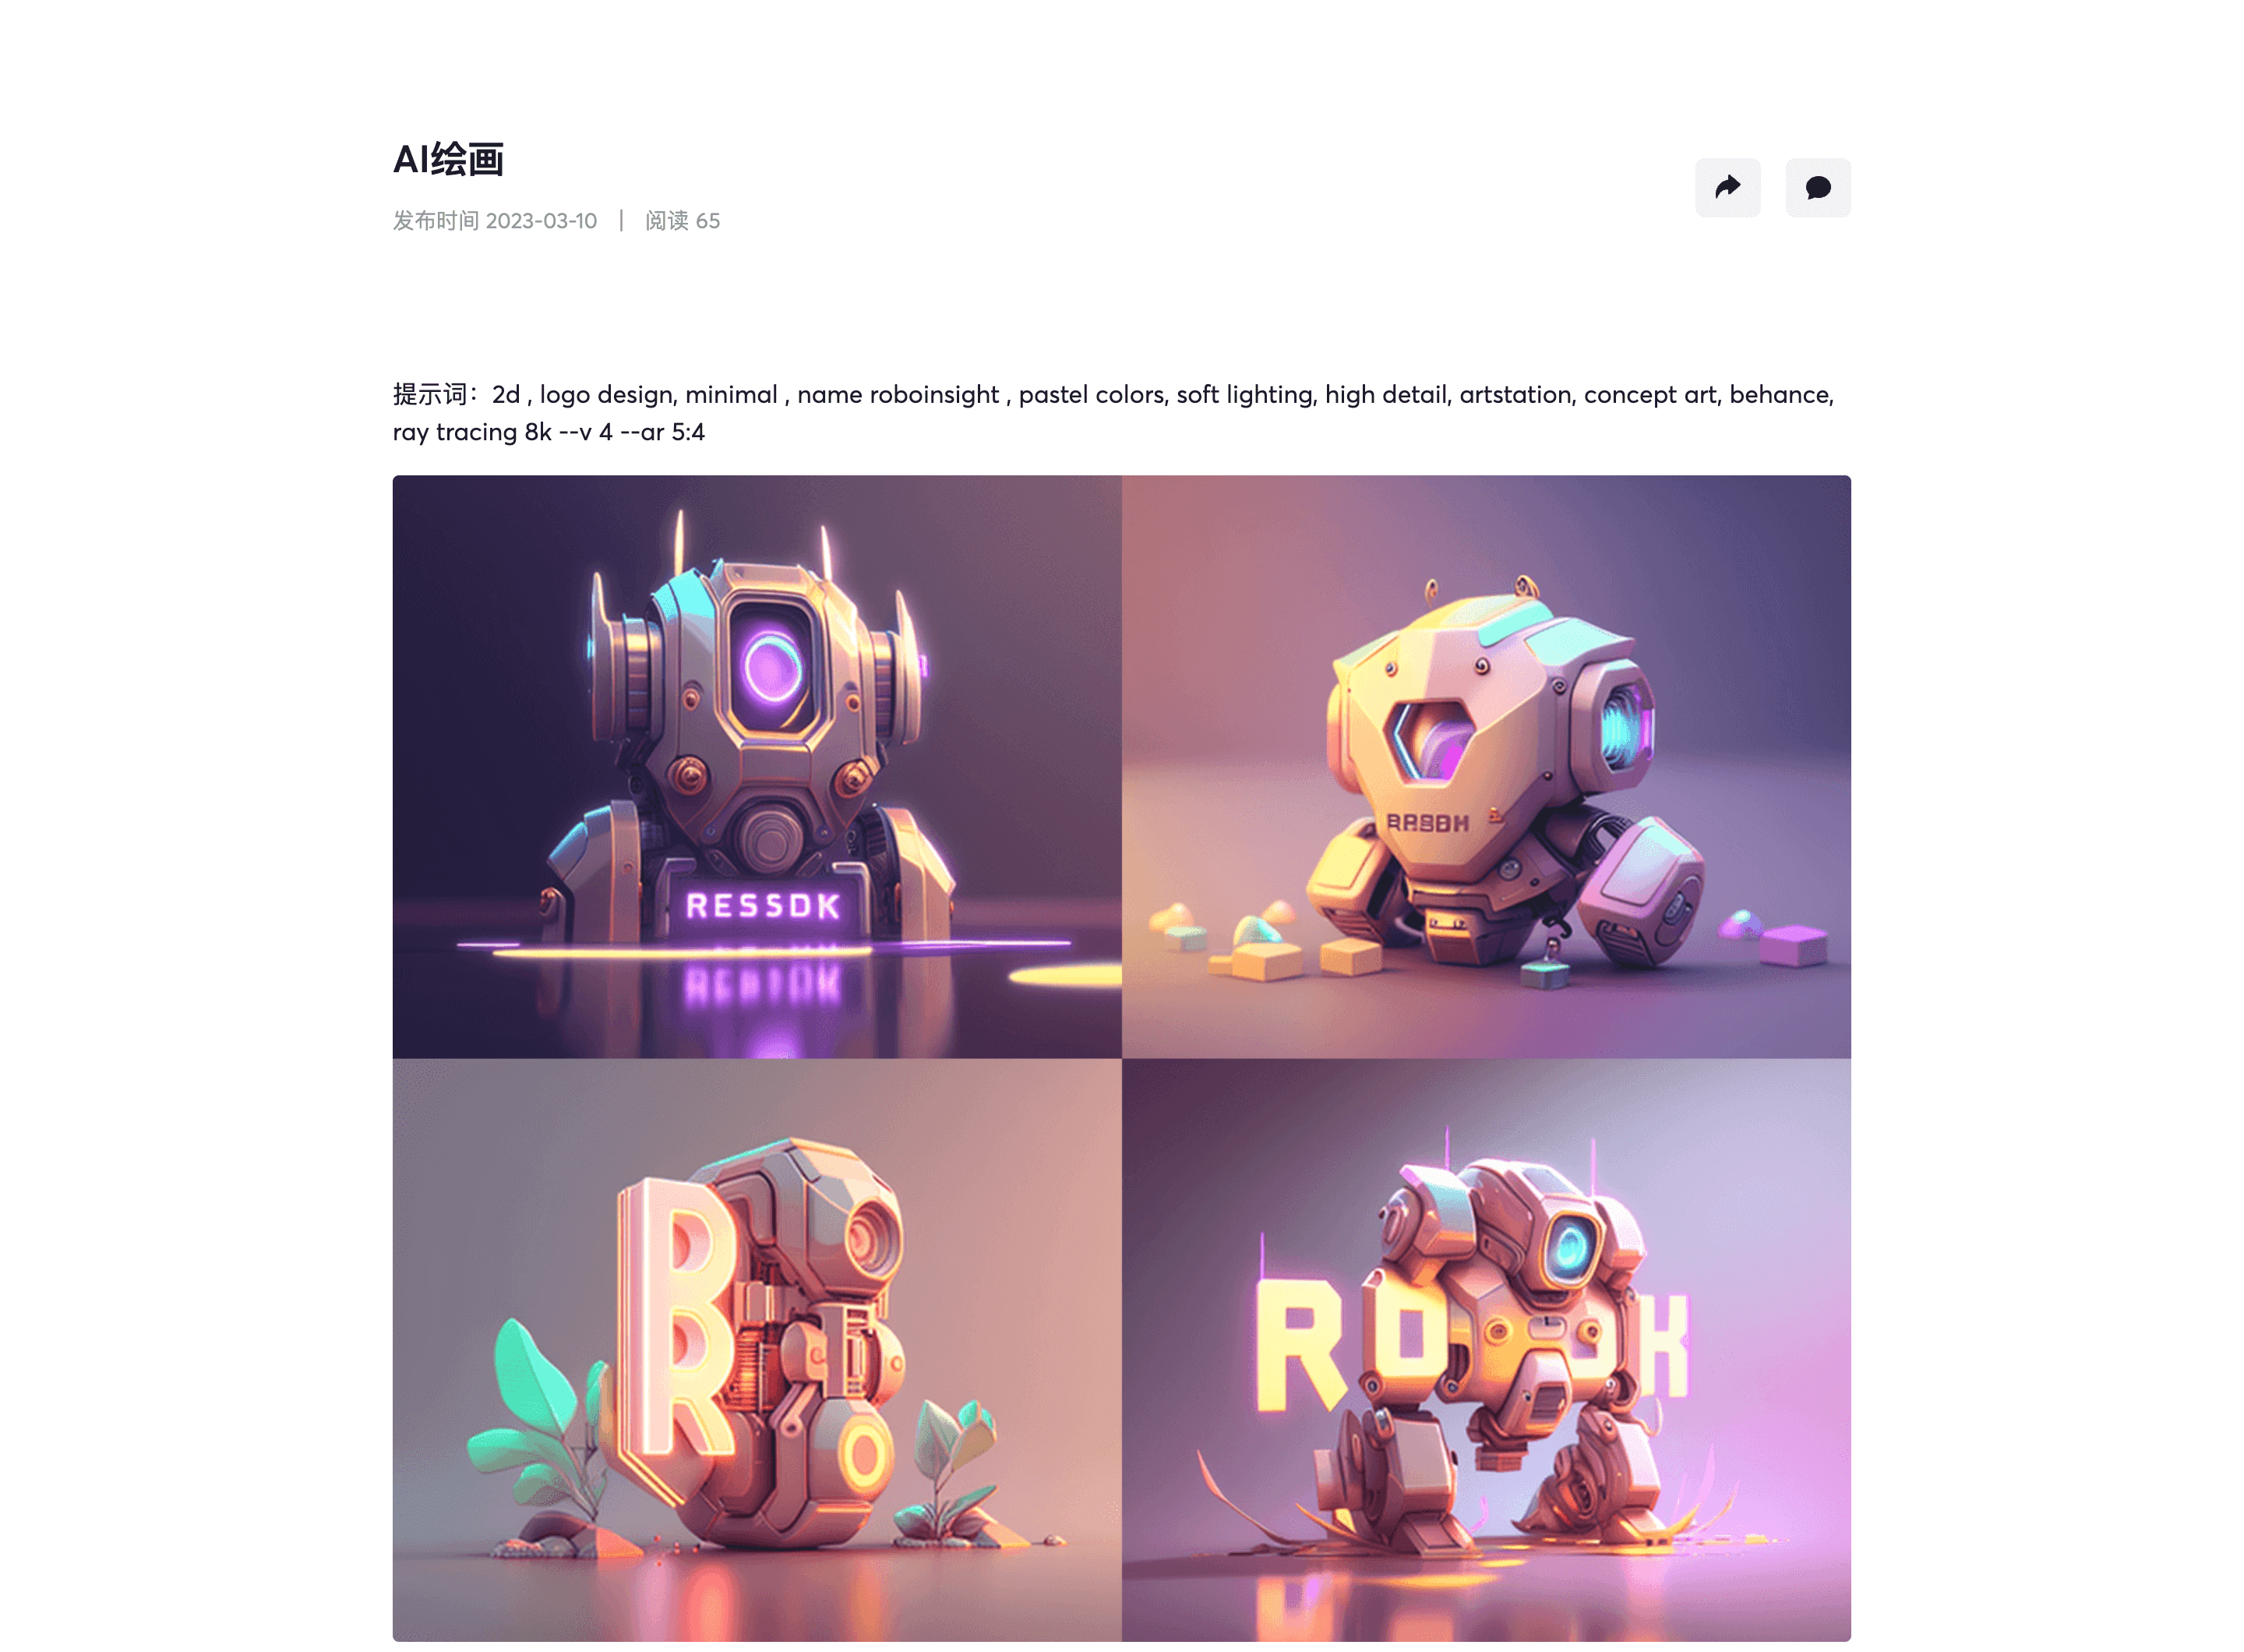 AI绘画
发布时间 2023-03-10 | 阅读 65
提示词：2d , logo design, minimal , name roboinsight , pastel colors, soft lighting, high detail, artstation, concept art, behance,
ray tracing 8k --v 4 --ar 5:4
RESSDK
R